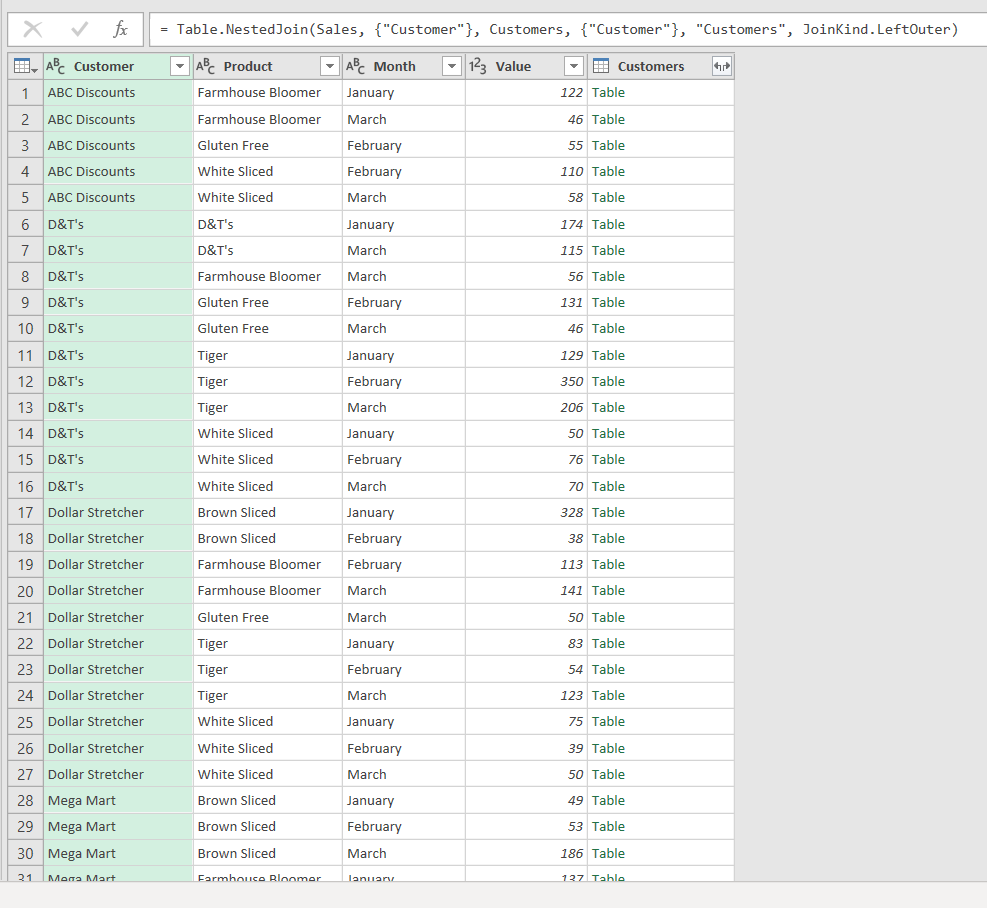 fx = Table.NestedJoin(Sales, {"Customer"}, Customers, {"Customer"}, "Customers", JoinKind.LeftOuter)
ABC Customer ABC Product ABC Month 123 Value Customers
1 ABC Discounts Farmhouse Bloomer January 122 Table
2 ABC Discounts Farmhouse Bloomer March 46 Table
3 ABC Discounts Gluten Free February 55 Table
4 ABC Discounts White Sliced February 110 Table
5 ABC Discounts White Sliced March 58 Table
6 D&T's D&T's January 174 Table
7 D&T's D&T's March 115 Table
8 D&T's Farmhouse Bloomer March 56 Table
9 D&T's Gluten Free February 131 Table
10 D&T's Gluten Free March 46 Table
11 D&T's Tiger January 129 Table
12 D&T's Tiger February 350 Table
13 D&T's Tiger March 206 Table
14 D&T's White Sliced January 50 Table
15 D&T's White Sliced February 76 Table
16 D&T's White Sliced March 70 Table
17 Dollar Stretcher Brown Sliced January 328 Table
18 Dollar Stretcher Brown Sliced February 38 Table
19 Dollar Stretcher Farmhouse Bloomer February 113 Table
20 Dollar Stretcher Farmhouse Bloomer March 141 Table
21 Dollar Stretcher Gluten Free March 50 Table
22 Dollar Stretcher Tiger January 83 Table
23 Dollar Stretcher Tiger February 54 Table
24 Dollar Stretcher Tiger March 123 Table
25 Dollar Stretcher White Sliced January 75 Table
26 Dollar Stretcher White Sliced February 39 Table
27 Dollar Stretcher White Sliced March 50 Table
28 Mega Mart Brown Sliced January 49 Table
29 Mega Mart Brown Sliced February 53 Table
30 Mega Mart Brown Sliced March 186 Table
31 Mega Mart Farmhouse Bloomer January 137 Table